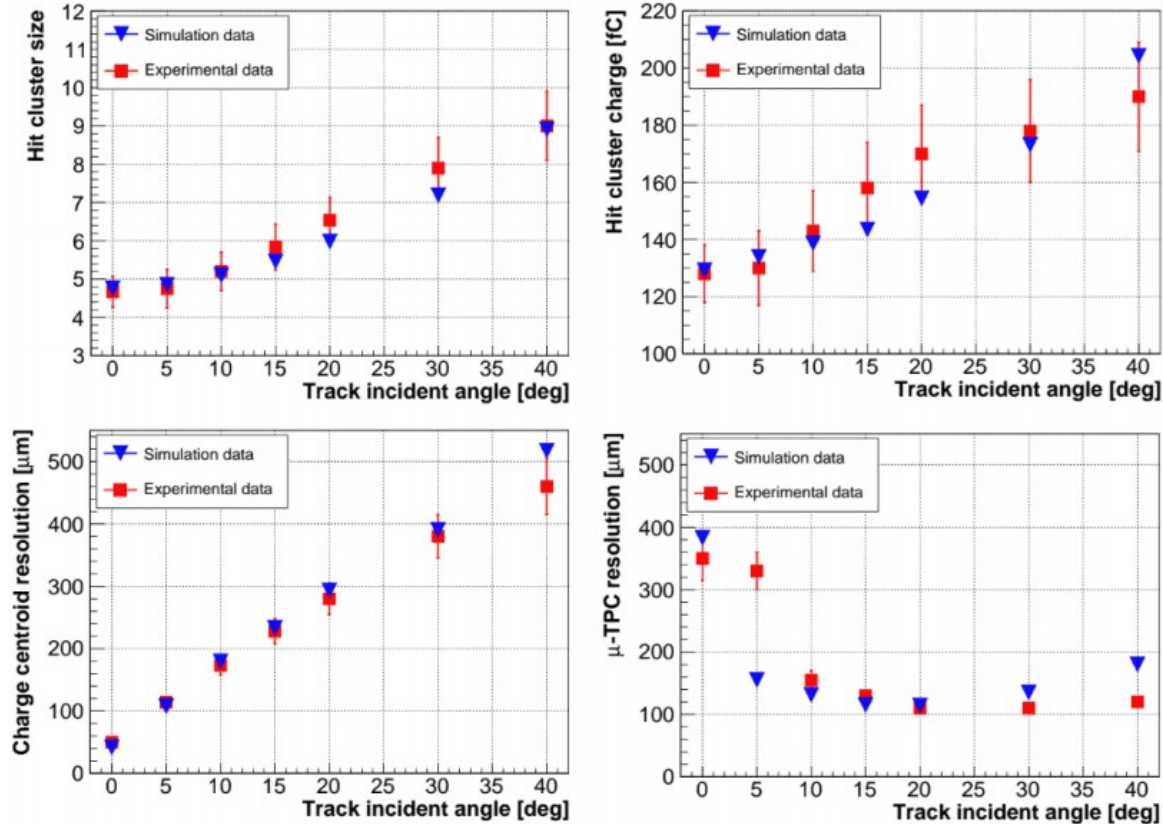 Hit cluster size
12
11
10
9
8
7
6
5
4
3
Simulation data
Experimental data
0 5 10 15 20 25 30 35 40
Track incident angle [deg]
Hit cluster charge [fC]
220
200
180
160
140
120
100
Simulation data
Experimental data
0 5 10 15 20 25 30 35 40
Track incident angle [deg]
Charge centroid resolution [μm]
500
400
300
200
100
0
Simulation data
Experimental data
0 5 10 15 20 25 30 35 40
Track incident angle [deg]
μ-TPC resolution [μm]
500
400
300
200
100
0
Simulation data
Experimental data
0 5 10 15 20 25 30 35 40
Track incident angle [deg]